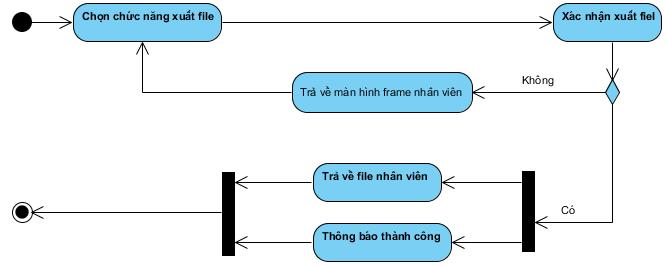 Chọn chức năng xuất file
Xác nhận xuất fiel
Không
Trả về màn hình frame nhân viên
Trả về file nhân viên
Có
Thông báo thành công